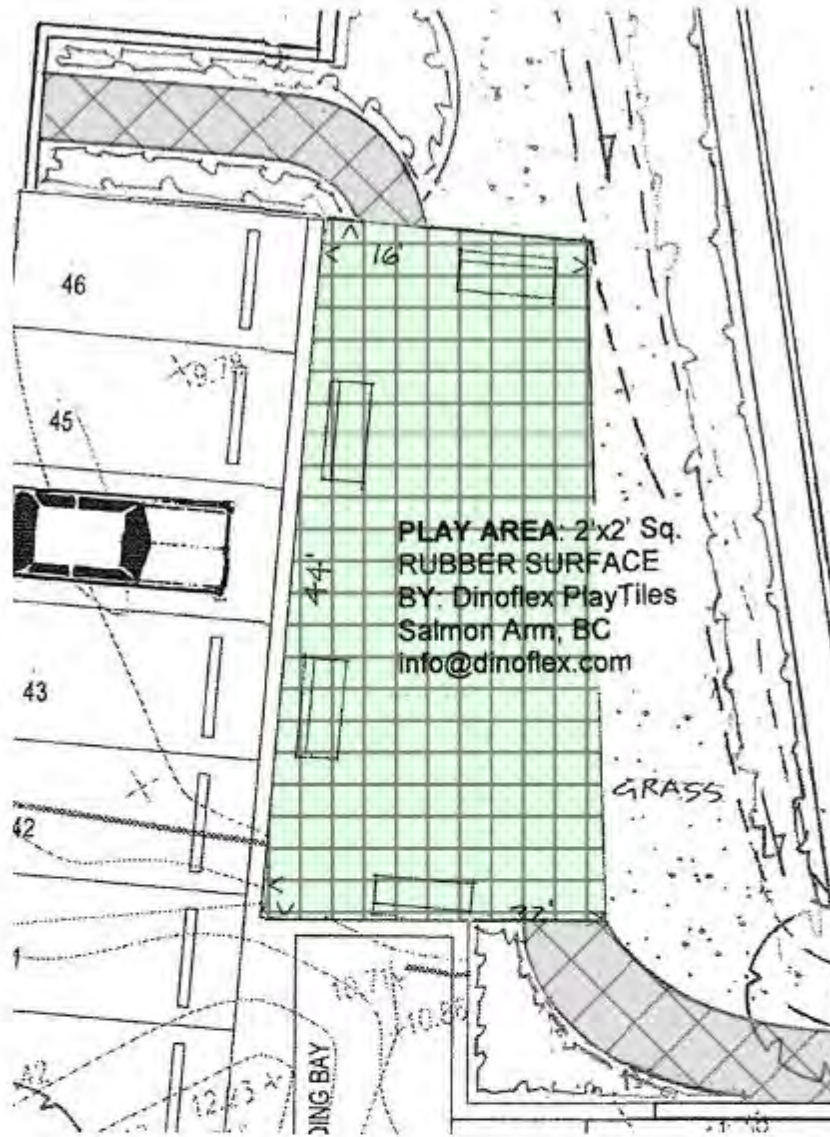 16'
46
45
44'
PLAY AREA: 2'x2' Sq.
RUBBER SURFACE
BY: Dinoflex PlayTiles
Salmon Arm, BC
info@dinoflex.com
43
GRASS
42
DING BAY